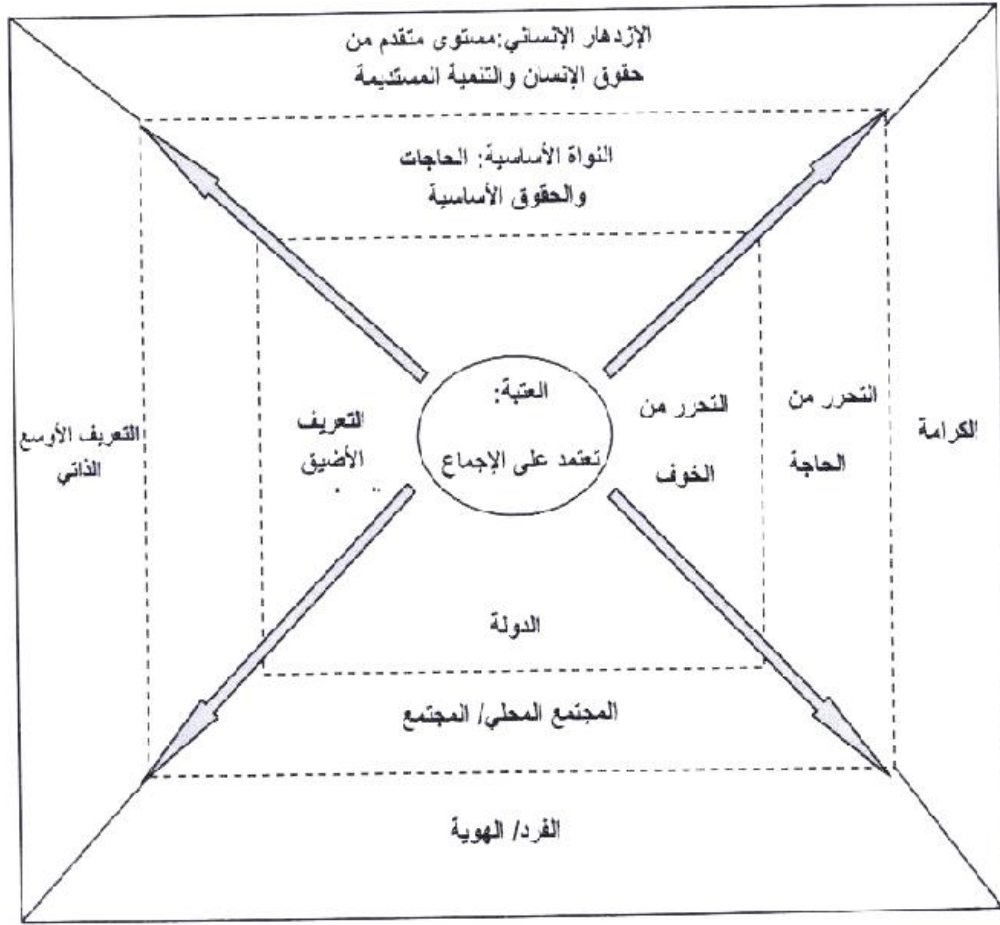 الإزدهار الإنساني:مستوى متقدم من
حقوق الإنسان والتنمية المستديمة
النواة الأساسية: الحاجات
والحقوق الأساسية
العتبة:
تعتمد على الإجماع
التحرر من
الخوف
التحرر من
الحاجة
الكرامة
التعريف
الأضيق
التعريف الأوسع
الذاتي
الدولة
المجتمع المحلي/ المجتمع
الفرد/ الهوية